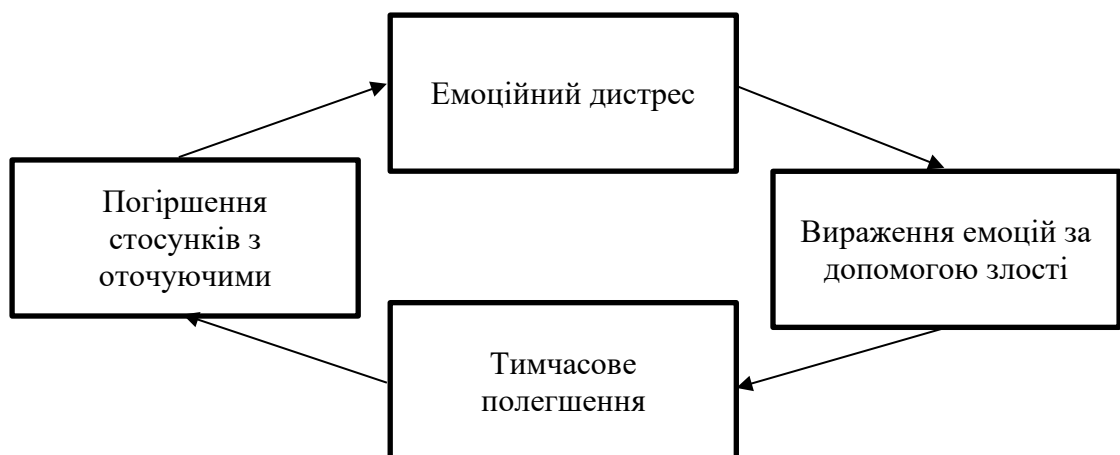 Емоційний дистрес
Погіршення
стосунків з
оточуючими
Вираження емоцій за
допомогою злості
Тимчасове
полегшення